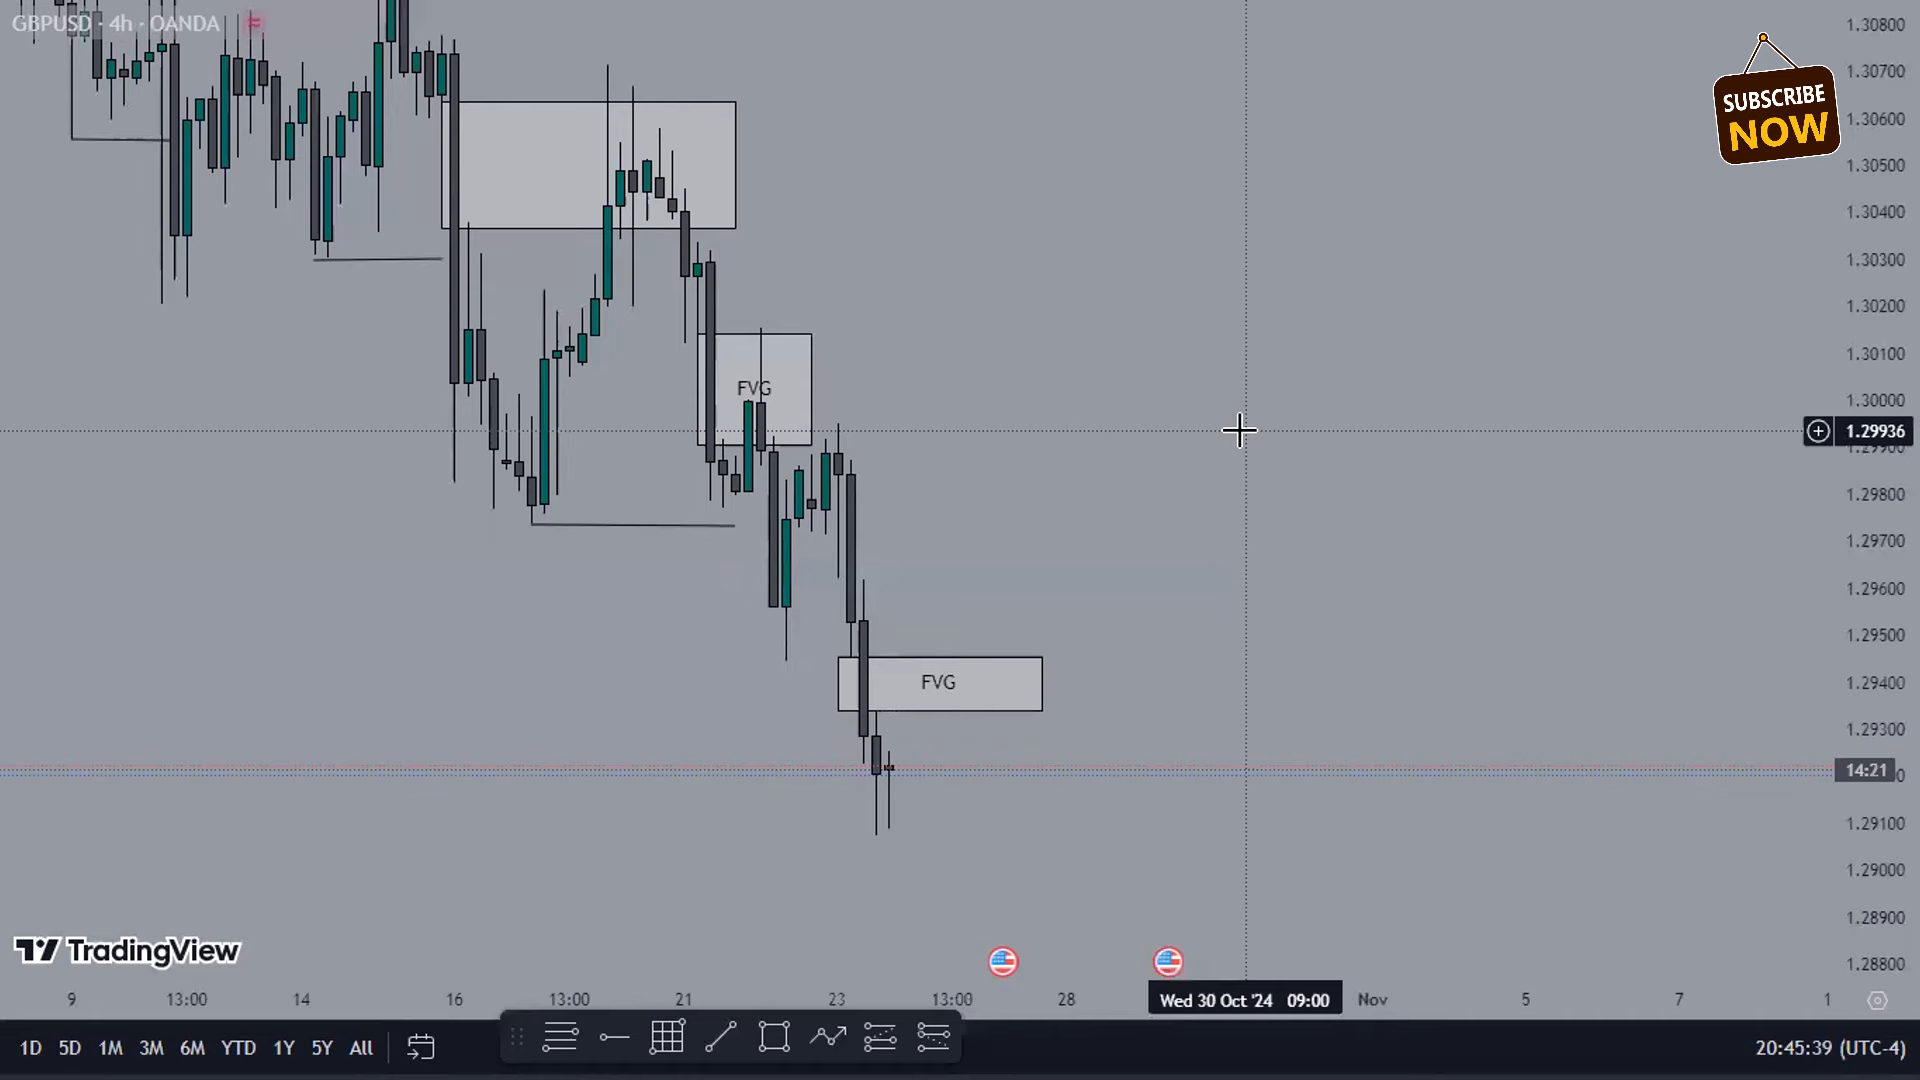 GBPUSD · 4h · OANDA
≈
SUBSCRIBE
NOW
1.30800
1.30700
1.30600
1.30500
1.30400
1.30300
1.30200
1.30100
FVG
1.30000
1.29936
1.29800
1.29700
1.29600
1.29500
FVG
1.29400
1.29300
14:21
1.29100
1.29000
1.28900
1.28800
TradingView
9 13:00 14 16 13:00 21 23 13:00 28 Wed 30 Oct '24 09:00 Nov 5 7 1
1D 5D 1M 3M 6M YTD 1Y 5Y All
20:45:39 (UTC-4)